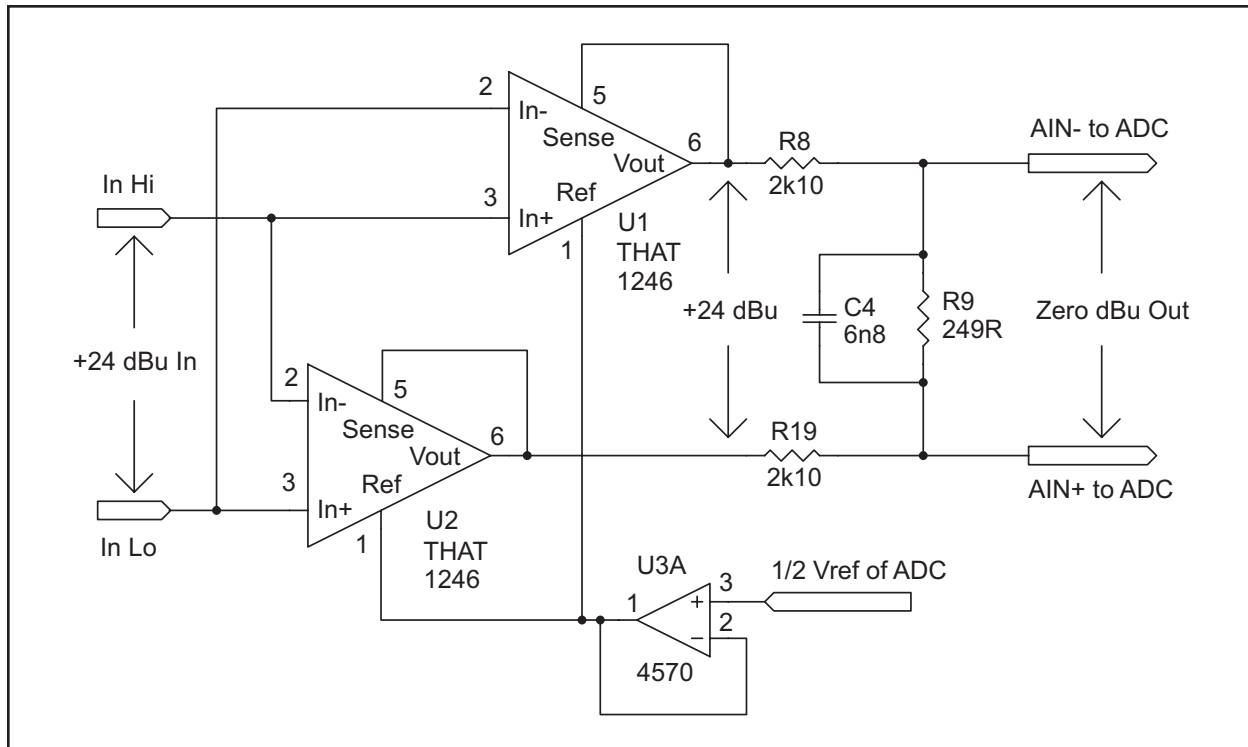 2
In-
5
Sense
Vout
6
3
In+
Ref
1
U1
THAT
1246
R8
2k10
AIN- to ADC
In Hi
+24 dBu In
In Lo
+24 dBu
C4
6n8
R9
249R
Zero dBu Out
2
In-
5
Sense
Vout
6
3
In+
Ref
1
U2
THAT
1246
R19
2k10
AIN+ to ADC
U3A
1/2 Vref of ADC
1
+
3
−
2
4570